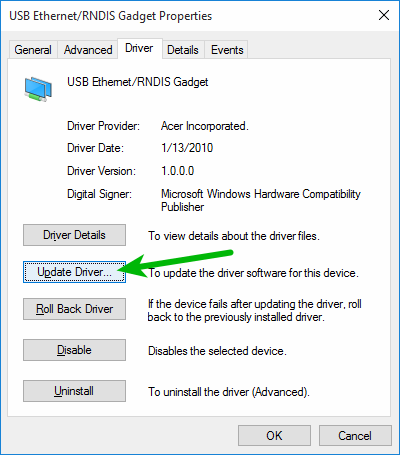 USB Ethernet/RNDIS Gadget Properties
General Advanced Driver Details Events
USB Ethernet/RNDIS Gadget
Driver Provider: Acer Incorporated.
Driver Date: 1/13/2010
Driver Version: 1.0.0.0
Digital Signer: Microsoft Windows Hardware Compatibility
Publisher
Driver Details To view details about the driver files.
Update Driver... To update the driver software for this device.
Roll Back Driver If the device fails after updating the driver, roll
back to the previously installed driver.
Disable Disables the selected device.
Uninstall To uninstall the driver (Advanced).
OK Cancel